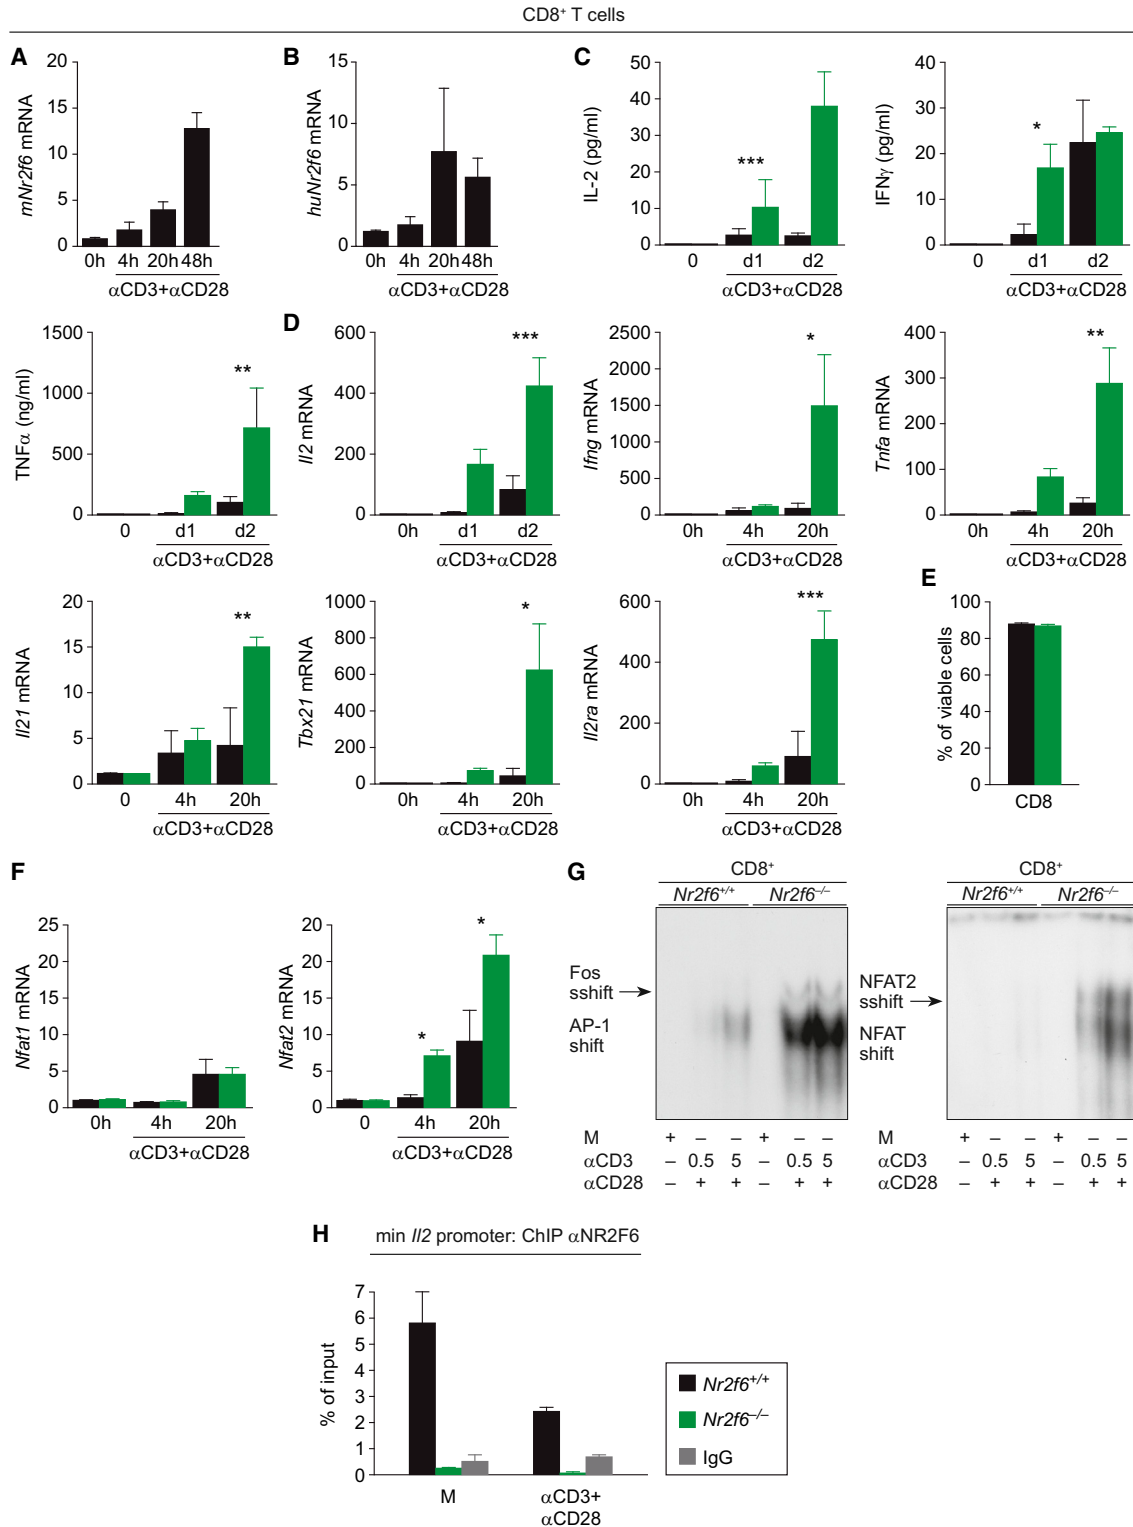 CD8⁺ T cells
A
mNr2f6 mRNA
20
15
10
5
0
0h 4h 20h 48h
αCD3+αCD28
B
huNr2f6 mRNA
15
10
5
0
0h 4h 20h 48h
αCD3+αCD28
C
IL-2 (pg/ml)
50
40
30
20
10
0
***
0 d1 d2
αCD3+αCD28
IFNγ (pg/ml)
40
30
20
10
0
*
0 d1 d2
αCD3+αCD28
TNFα (ng/ml)
1500
1000
500
0
**
0 d1 d2
αCD3+αCD28
D
Il2 mRNA
600
400
200
0
***
0h d1 d2
αCD3+αCD28
Ifng mRNA
2500
2000
1500
1000
500
0
*
0h 4h 20h
αCD3+αCD28
Tnfa mRNA
400
300
200
100
0
**
0h 4h 20h
αCD3+αCD28
Il21 mRNA
20
15
10
5
0
**
0 4h 20h
αCD3+αCD28
Tbx21 mRNA
1000
800
600
400
200
0
*
0h 4h 20h
αCD3+αCD28
Il2ra mRNA
600
400
200
0
***
0h 4h 20h
αCD3+αCD28
E
% of viable cells
100
80
60
40
20
0
CD8
F
Nfat1 mRNA
25
20
15
10
5
0
0h 4h 20h
αCD3+αCD28
Nfat2 mRNA
20
15
10
5
0
*
*
0 4h 20h
αCD3+αCD28
G
CD8⁺
Nr2f6⁺/⁺ Nr2f6⁻/⁻
Fos
sshift
AP-1
shift
M + – – + – –
αCD3 – 0.5 5 – 0.5 5
αCD28 – + + – + +
CD8⁺
Nr2f6⁺/⁺ Nr2f6⁻/⁻
NFAT2
sshift
NFAT
shift
M + – – + – –
αCD3 – 0.5 5 – 0.5 5
αCD28 – + + – + +
H
min Il2 promoter: ChIP αNR2F6
% of input
7
6
5
4
3
2
1
0
M
αCD3+
αCD28
Nr2f6⁺/⁺
Nr2f6⁻/⁻
IgG